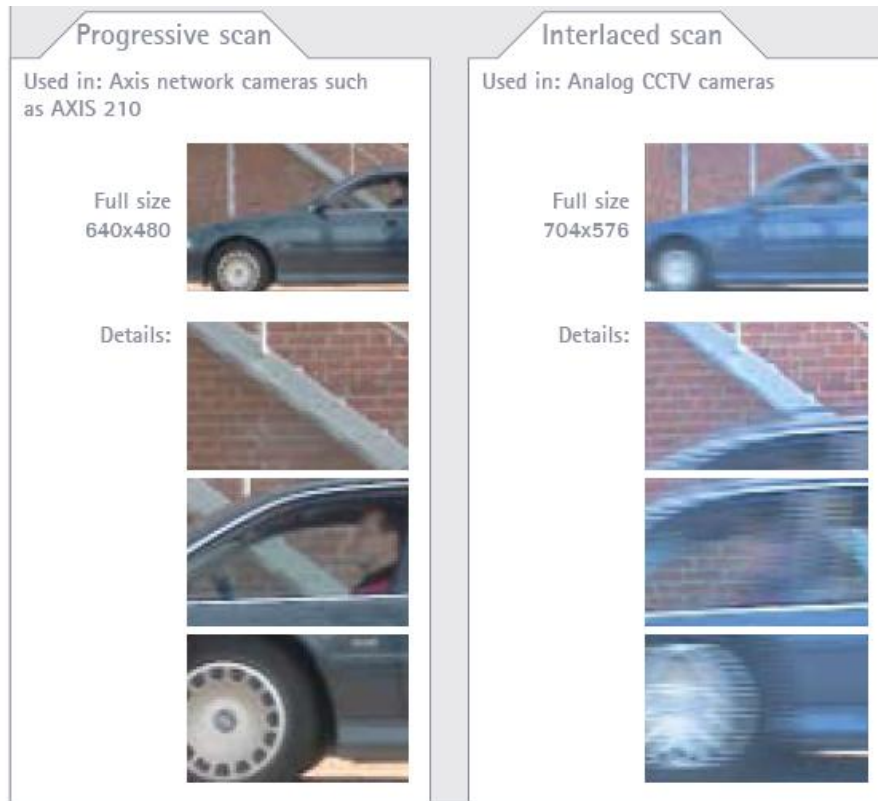 Progressive scan
Used in: Axis network cameras such
as AXIS 210
Full size
640x480
Details:
Interlaced scan
Used in: Analog CCTV cameras
Full size
704x576
Details: